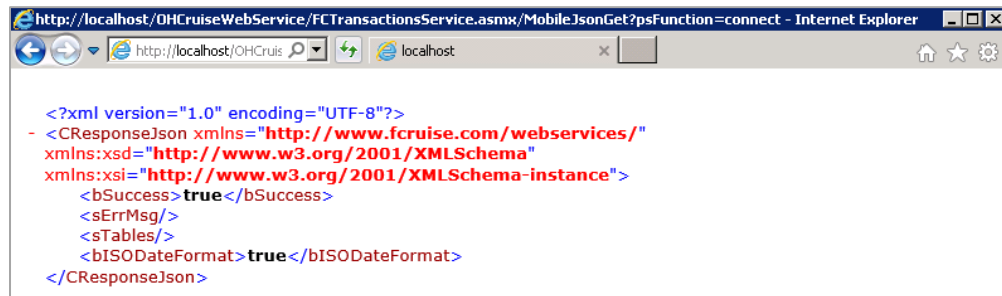 http://localhost/OHCruiseWebService/FCTransactionsService.asmx/MobileJsonGet?psFunction=connect - Internet Explorer
http://localhost/OHCruis
localhost
<?xml version="1.0" encoding="UTF-8"?>
- <CResponseJson xmlns="http://www.fcruise.com/webservices/"
xmlns:xsd="http://www.w3.org/2001/XMLSchema"
xmlns:xsi="http://www.w3.org/2001/XMLSchema-instance">
<bSuccess>true</bSuccess>
<sErrMsg/>
<sTables/>
<bISODateFormat>true</bISODateFormat>
</CResponseJson>